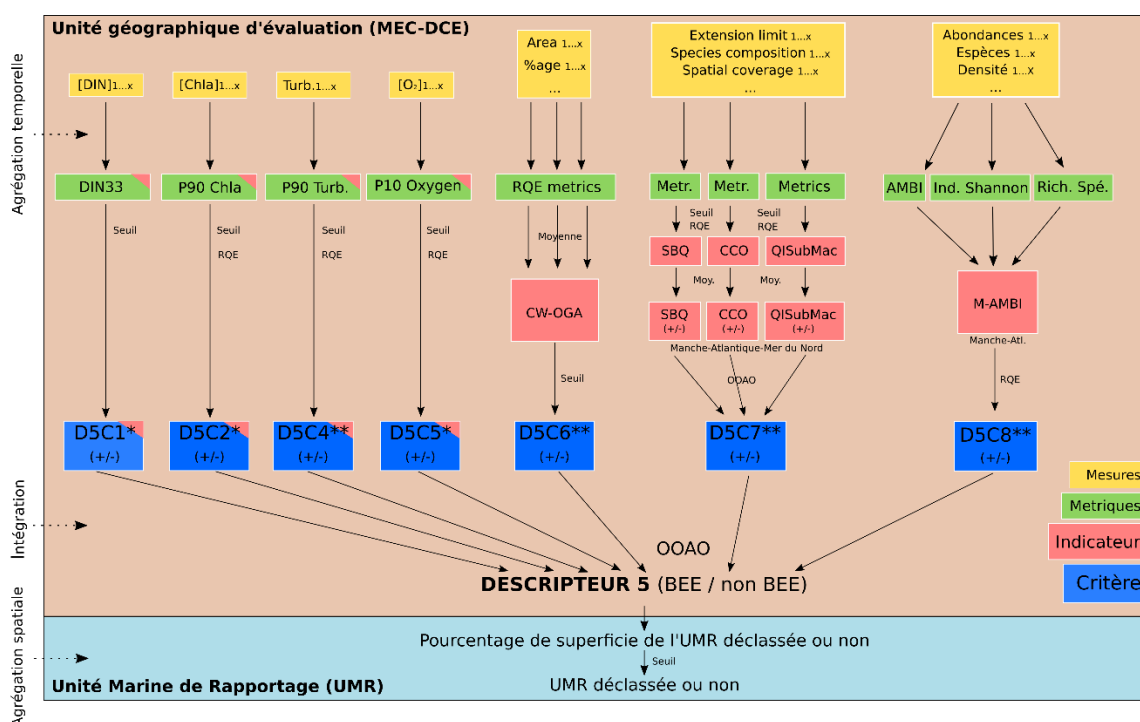 Unité géographique d'évaluation (MEC-DCE)
Area 1...x
%age 1...x
...
Extension limit 1...x
Species composition 1...x
Spatial coverage 1...x
...
Abondances 1...x
Espèces 1...x
Densité 1...x
...
[DIN]1...x
[Chla]1...x
Turb.1...x
[O₂]1...x
Agrégation temporelle
DIN33
P90 Chla
P90 Turb.
P10 Oxygen
RQE metrics
Metr.
Metr.
Metrics
AMBI
Ind. Shannon
Rich. Spé.
Seuil
Seuil
RQE
Seuil
RQE
Seuil
RQE
Moyenne
Seuil
RQE
Seuil
RQE
SBQ
CCO
QISubMac
Moy.
Moy.
CW-OGA
M-AMBI
SBQ
(+/-)
CCO
(+/-)
QISubMac
(+/-)
Manche-Atlantique-Mer du Nord
Manche-Atl.
Seuil
OOAO
RQE
D5C1*
(+/-)
D5C2*
(+/-)
D5C4**
(+/-)
D5C5*
(+/-)
D5C6**
(+/-)
D5C7**
(+/-)
D5C8**
(+/-)
Mesures
Metriques
Indicateur
Critère
Intégration
OOAO
DESCRIPTEUR 5 (BEE / non BEE)
Agrégation spatiale
Pourcentage de superficie de l'UMR déclassée ou non
Seuil
Unité Marine de Rapportage (UMR)
UMR déclassée ou non